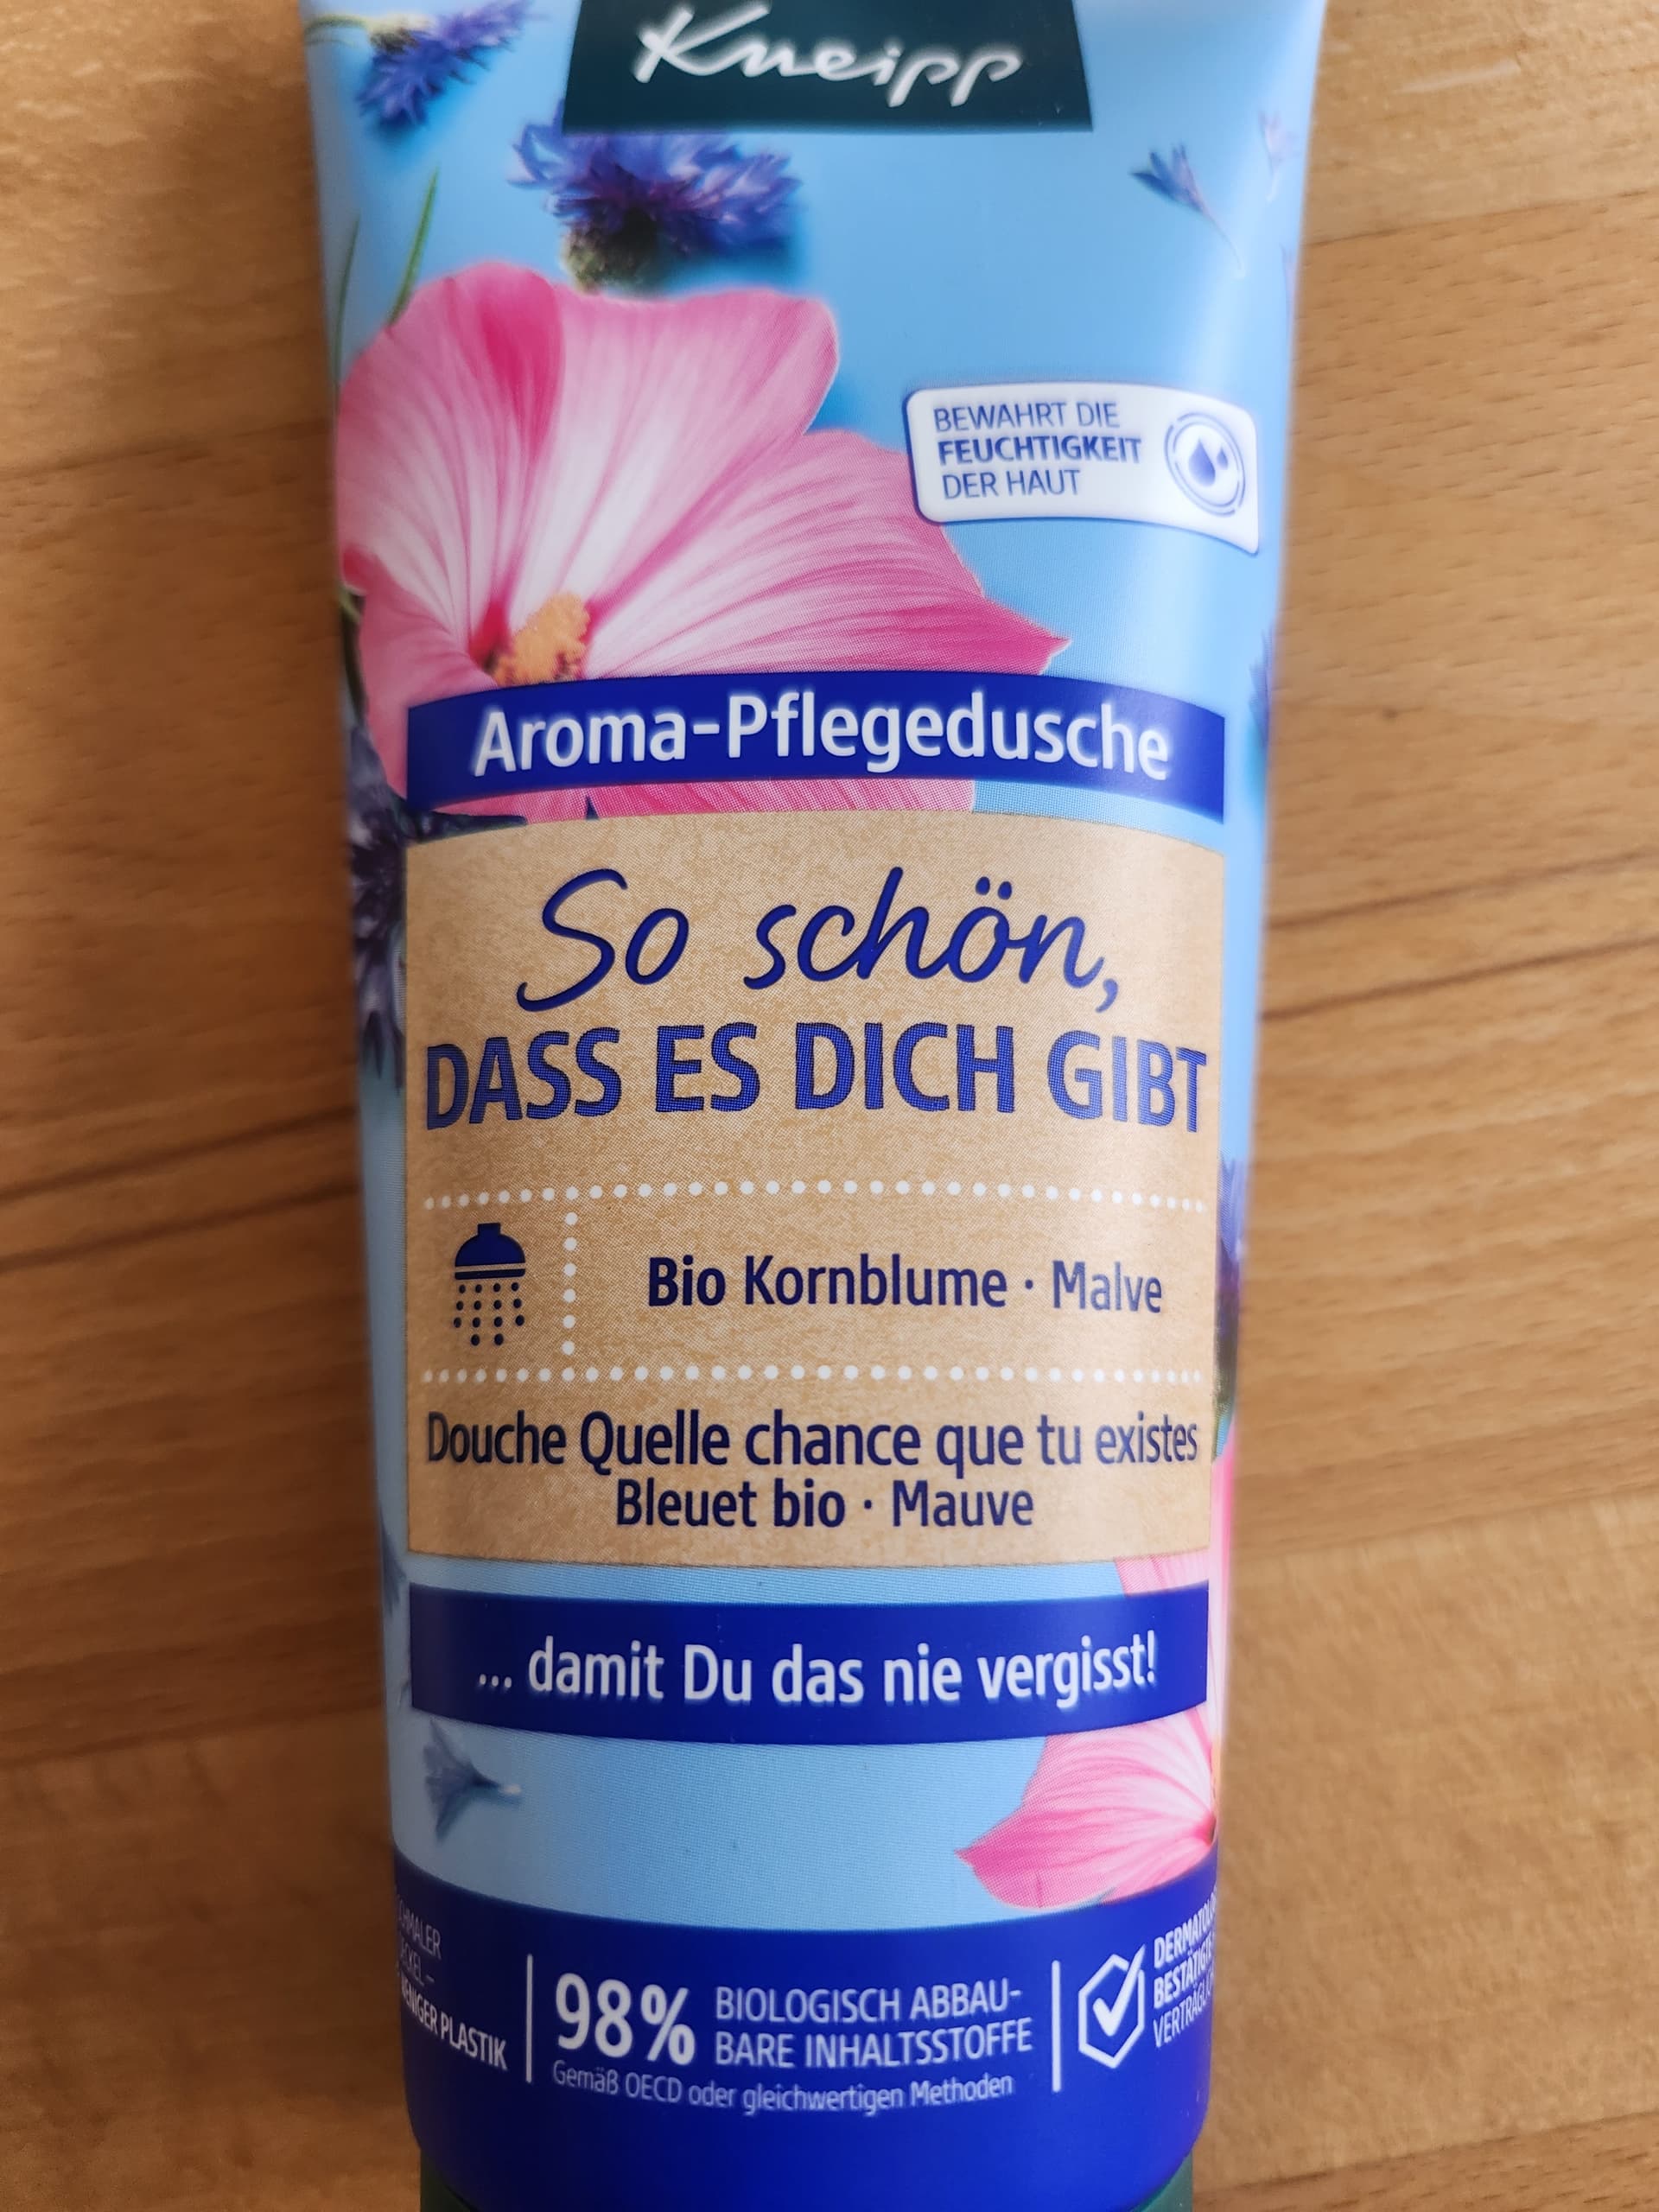 Kneipp
BEWAHRT DIE
FEUCHTIGKEIT
DER HAUT
Aroma-Pflegedusche
So schön,
DASS ES DICH GIBT
Bio Kornblume · Malve
Douche Quelle chance que tu existes
Bleuet bio · Mauve
... damit Du das nie vergisst!
PLASTIK
98% BIOLOGISCH ABBAU-
BARE INHALTSSTOFFE
Gemäß OECD oder gleichwertigen Methoden